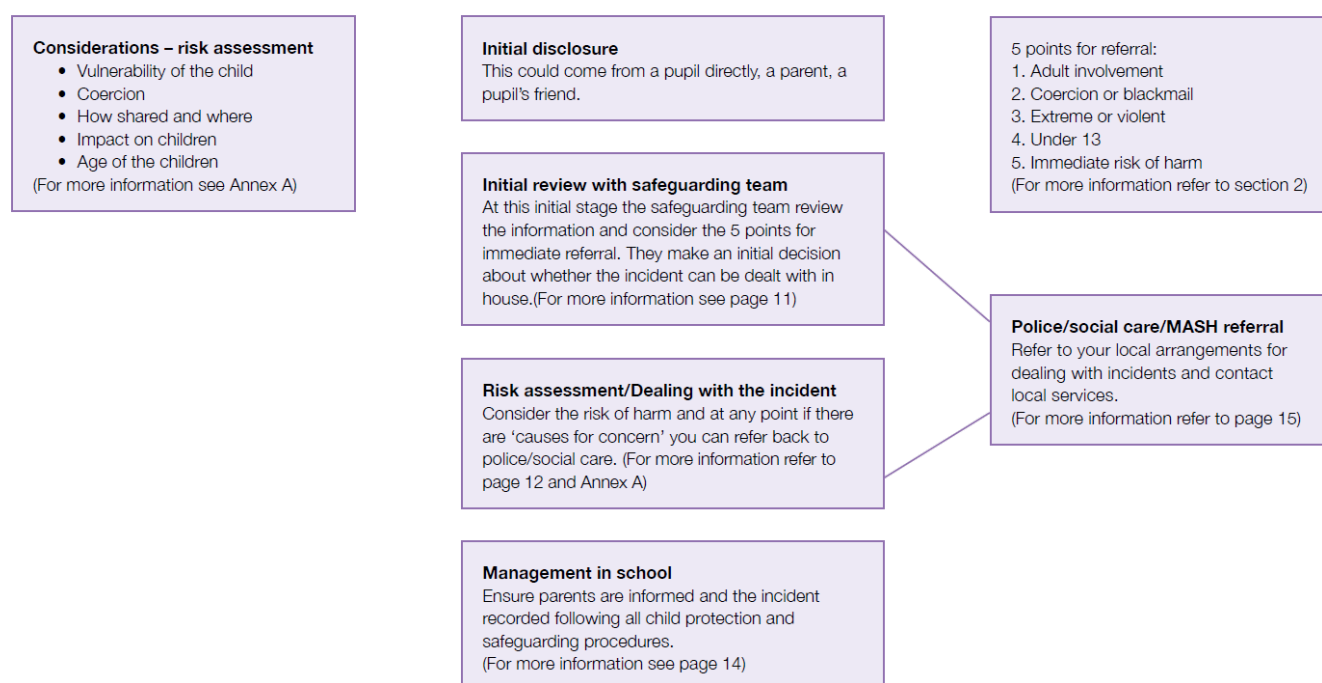 Considerations – risk assessment
• Vulnerability of the child
• Coercion
• How shared and where
• Impact on children
• Age of the children
(For more information see Annex A)
Initial disclosure
This could come from a pupil directly, a parent, a
pupil’s friend.
5 points for referral:
1. Adult involvement
2. Coercion or blackmail
3. Extreme or violent
4. Under 13
5. Immediate risk of harm
(For more information refer to section 2)
Initial review with safeguarding team
At this initial stage the safeguarding team review
the information and consider the 5 points for
immediate referral. They make an initial decision
about whether the incident can be dealt with in
house.(For more information see page 11)
Police/social care/MASH referral
Refer to your local arrangements for
dealing with incidents and contact
local services.
(For more information refer to page 15)
Risk assessment/Dealing with the incident
Consider the risk of harm and at any point if there
are ‘causes for concern’ you can refer back to
police/social care. (For more information refer to
page 12 and Annex A)
Management in school
Ensure parents are informed and the incident
recorded following all child protection and
safeguarding procedures.
(For more information see page 14)